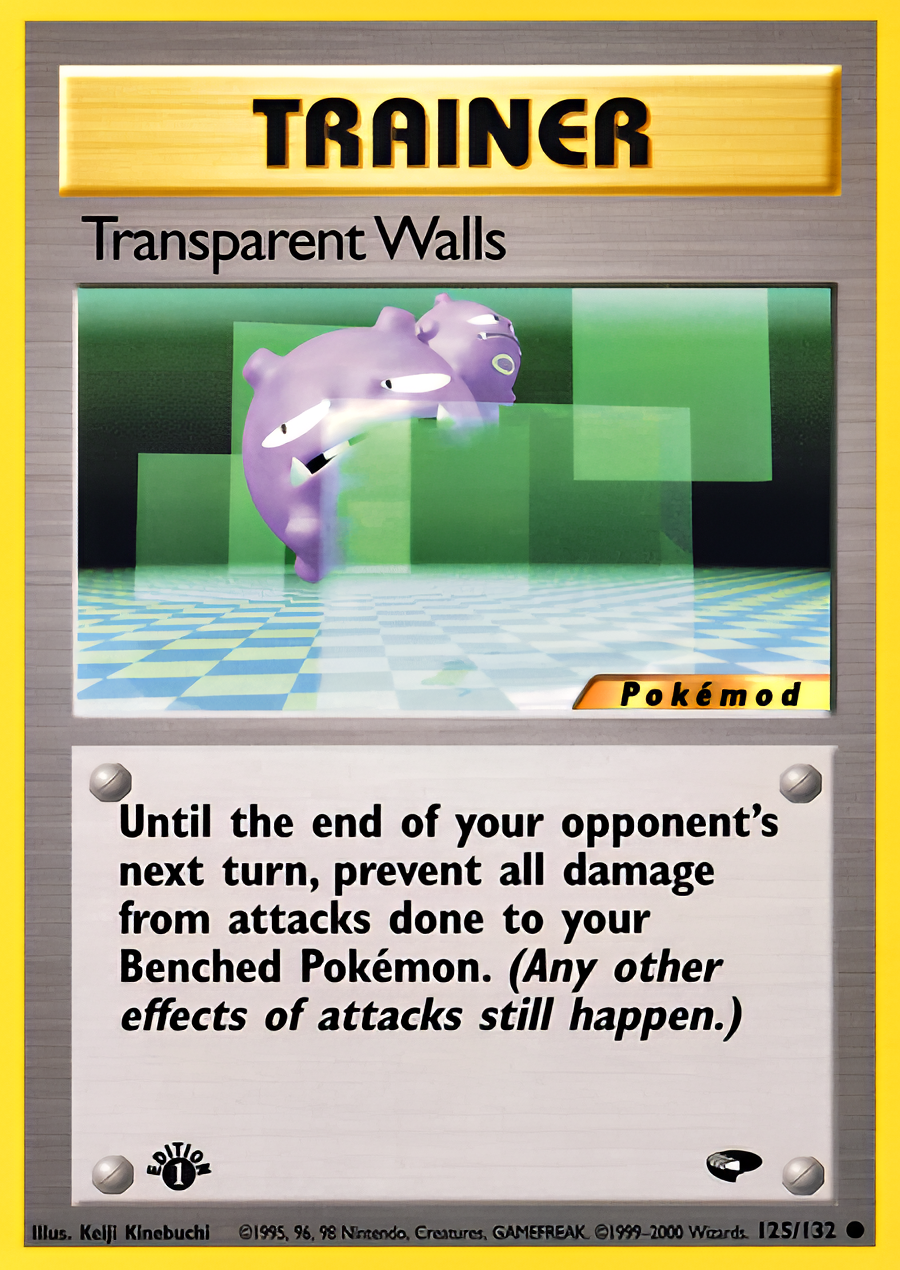 TRAINER
Transparent Walls
Pokémod
Until the end of your opponent's
next turn, prevent all damage
from attacks done to your
Benched Pokémon. (Any other
effects of attacks still happen.)
EDITION
1
Illus. Keiji Kinebuchi ©1995, 96, 98 Nintendo, Creatures, GAMEFREAK. ©1999–2000 Wizards. 125/132